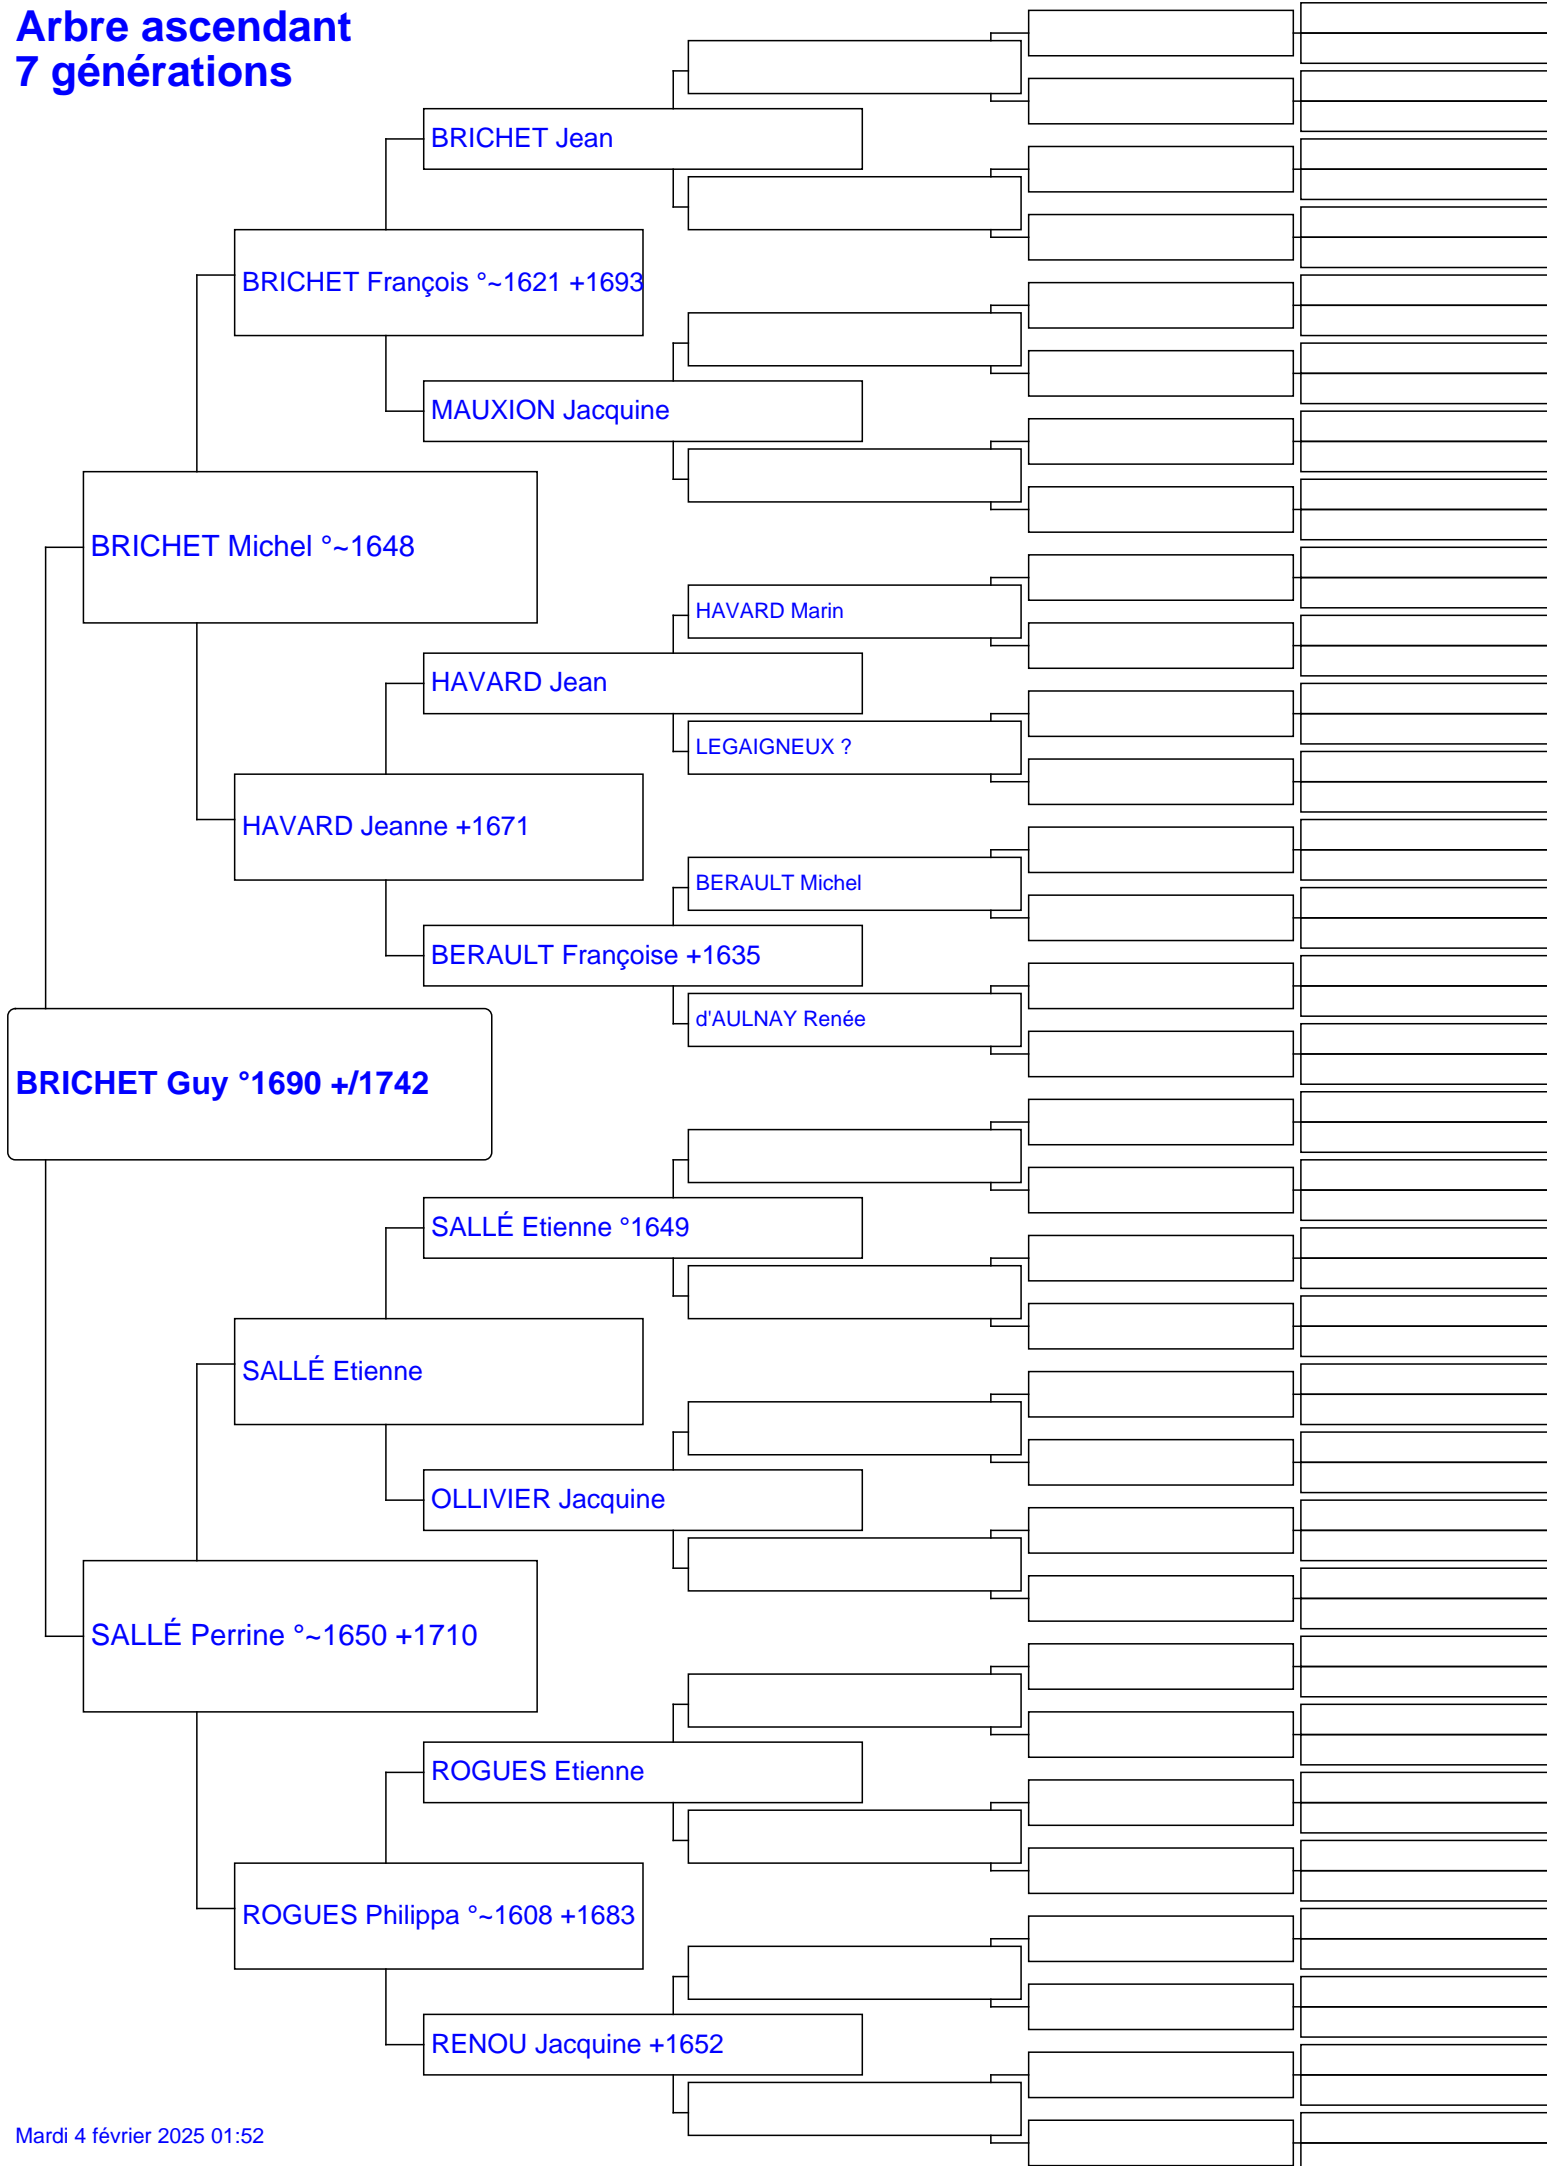 Arbre ascendant
7 générations
BRICHET Jean
BRICHET François °~1621 +1693
MAUXION Jacquine
BRICHET Michel °~1648
HAVARD Marin
HAVARD Jean
LEGAIGNEUX ?
HAVARD Jeanne +1671
BERAULT Michel
BERAULT Françoise +1635
d'AULNAY Renée
BRICHET Guy °1690 +/1742
SALLÉ Etienne °1649
SALLÉ Etienne
OLLIVIER Jacquine
SALLÉ Perrine °~1650 +1710
ROGUES Etienne
ROGUES Philippa °~1608 +1683
RENOU Jacquine +1652
Mardi 4 février 2025 01:52